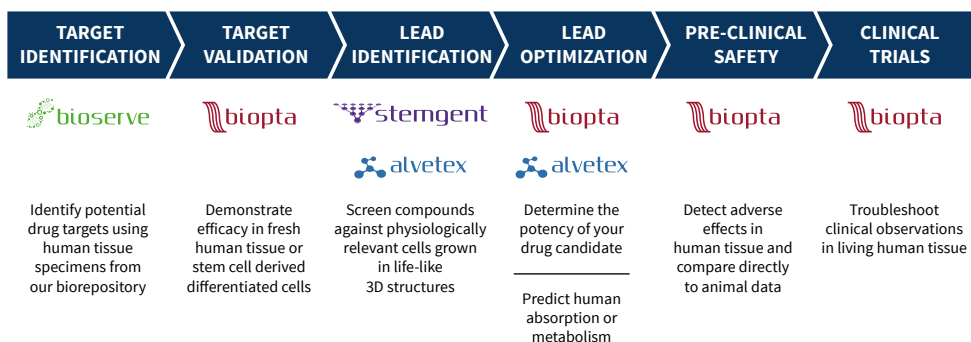 TARGET
IDENTIFICATION
TARGET
VALIDATION
LEAD
IDENTIFICATION
LEAD
OPTIMIZATION
PRE-CLINICAL
SAFETY
CLINICAL
TRIALS
bioserve
biopta
stemgent
alvetex
biopta
alvetex
biopta
biopta
Identify potential
drug targets using
human tissue
specimens from
our biorepository
Demonstrate
efficacy in fresh
human tissue or
stem cell derived
differentiated cells
Screen compounds
against physiologically
relevant cells grown
in life-like
3D structures
Determine the
potency of your
drug candidate
Predict human
absorption or
metabolism
Detect adverse
effects in
human tissue and
compare directly
to animal data
Troubleshoot
clinical observations
in living human tissue